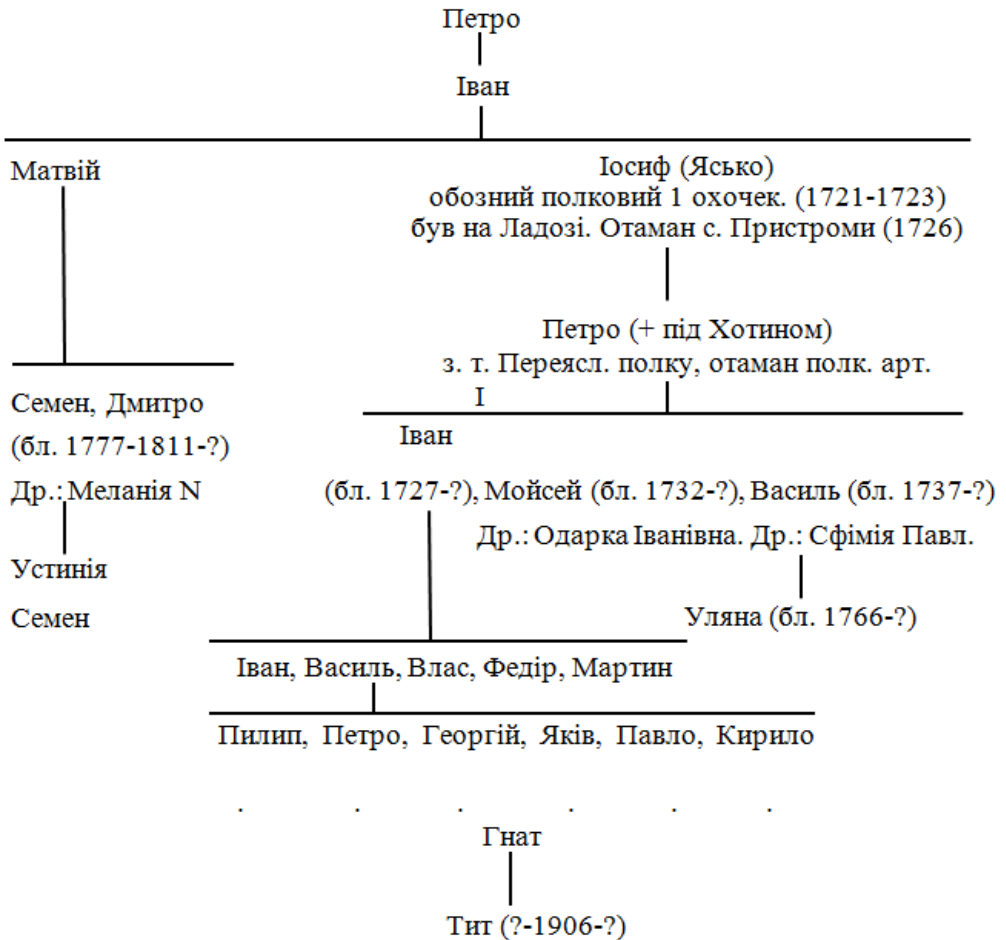 Петро
Іван
Матвій
Іосиф (Ясько)
обозний полковий 1 охочек. (1721-1723)
був на Ладозі. Отаман с. Пристроми (1726)
Петро (+ під Хотином)
з. т. Переясл. полку, отаман полк. арт.
Семен, Дмитро
І
(бл. 1777-1811-?)
Іван
Др.: Меланія N
(бл. 1727-?), Мойсей (бл. 1732-?), Василь (бл. 1737-?)
Др.: Одарка Іванівна. Др.: Сфімія Павл.
Устинія
Семен
Уляна (бл. 1766-?)
Іван, Василь, Влас, Федір, Мартин
Пилип, Петро, Георгій, Яків, Павло, Кирило
. . . . . .
Гнат
Тит (?-1906-?)